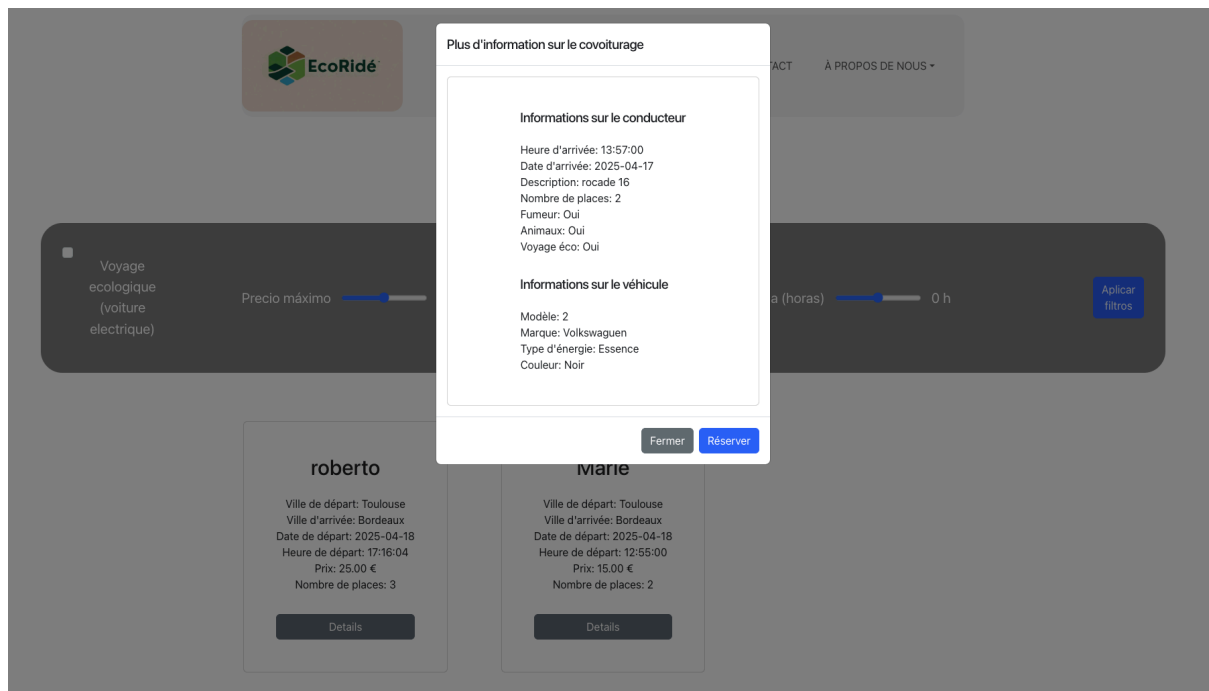 EcoRidé
Plus d'information sur le covoiturage
TACT
À PROPOS DE NOUS
Informations sur le conducteur
Heure d'arrivée: 13:57:00
Date d'arrivée: 2025-04-17
Description: rocade 16
Nombre de places: 2
Fumeur: Oui
Animaux: Oui
Voyage éco: Oui
Informations sur le véhicule
Modèle: 2
Marque: Volkswaguen
Type d'énergie: Essence
Couleur: Noir
Fermer
Réserver
Voyage
ecologique
(voiture
electrique)
Precio máximo
a (horas)
0 h
Aplicar
filtros
roberto
Ville de départ: Toulouse
Ville d'arrivée: Bordeaux
Date de départ: 2025-04-18
Heure de départ: 17:16:04
Prix: 25.00 €
Nombre de places: 3
Details
Marie
Ville de départ: Toulouse
Ville d'arrivée: Bordeaux
Date de départ: 2025-04-18
Heure de départ: 12:55:00
Prix: 15.00 €
Nombre de places: 2
Details